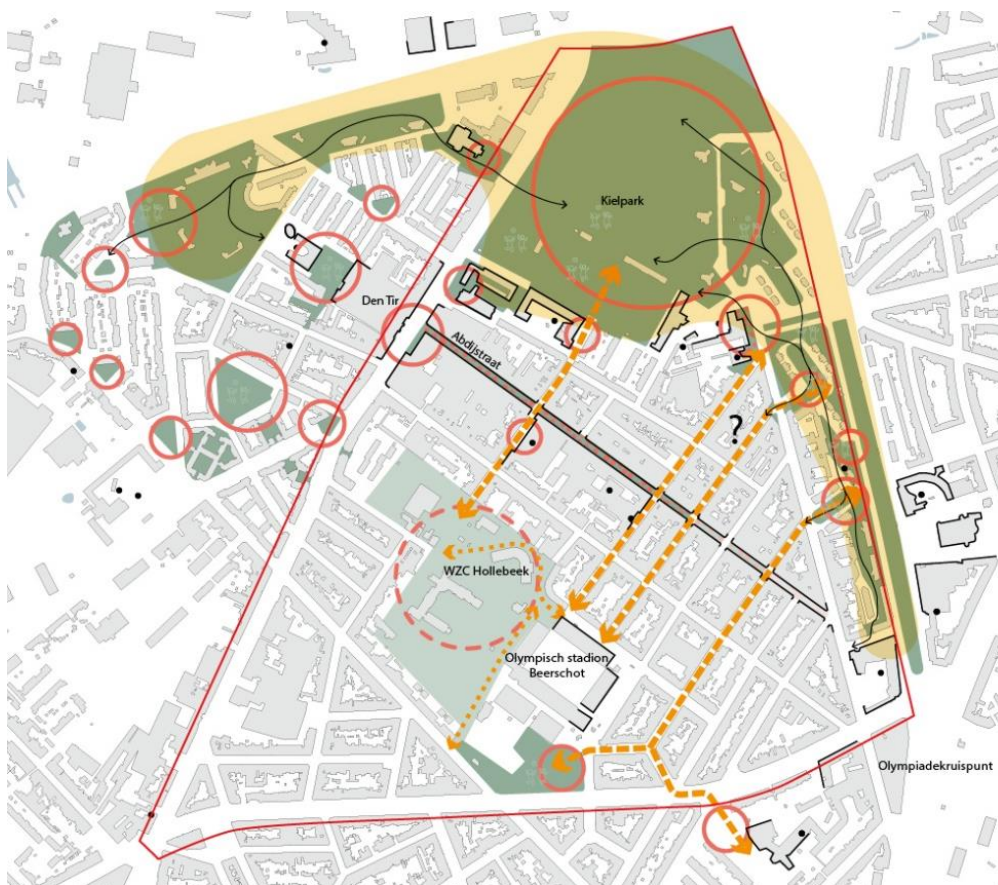 Kielpark
Den Tir
Abdijstraat
?
WZC Hollebeek
Olympisch stadion
Beerschot
Olympiadekruispunt